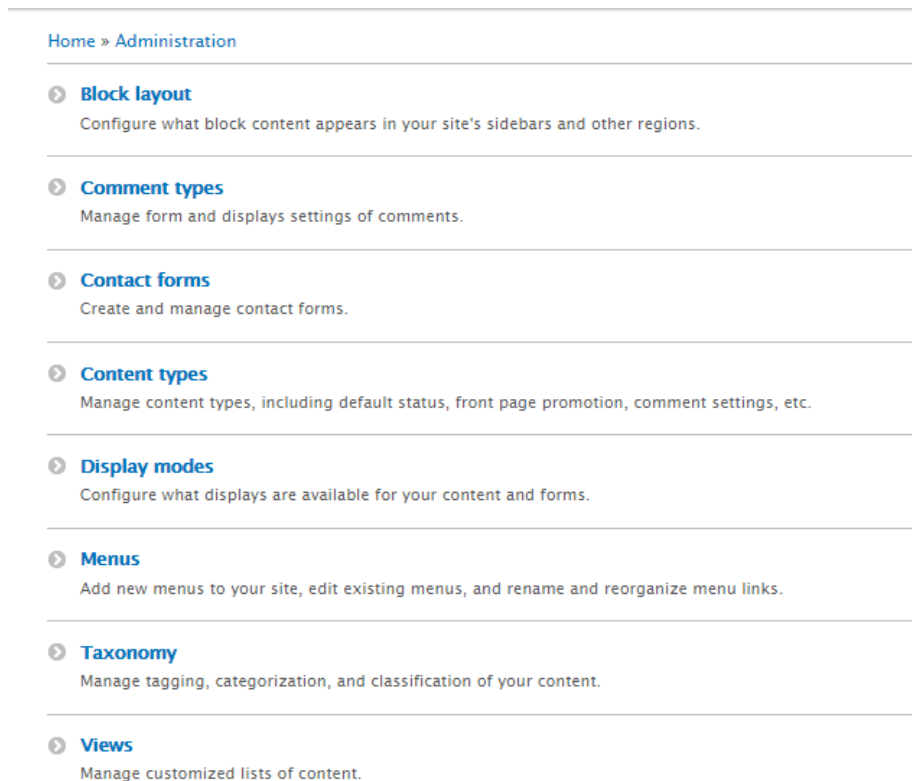 Home » Administration
Block layout
Configure what block content appears in your site's sidebars and other regions.
Comment types
Manage form and displays settings of comments.
Contact forms
Create and manage contact forms.
Content types
Manage content types, including default status, front page promotion, comment settings, etc.
Display modes
Configure what displays are available for your content and forms.
Menus
Add new menus to your site, edit existing menus, and rename and reorganize menu links.
Taxonomy
Manage tagging, categorization, and classification of your content.
Views
Manage customized lists of content.